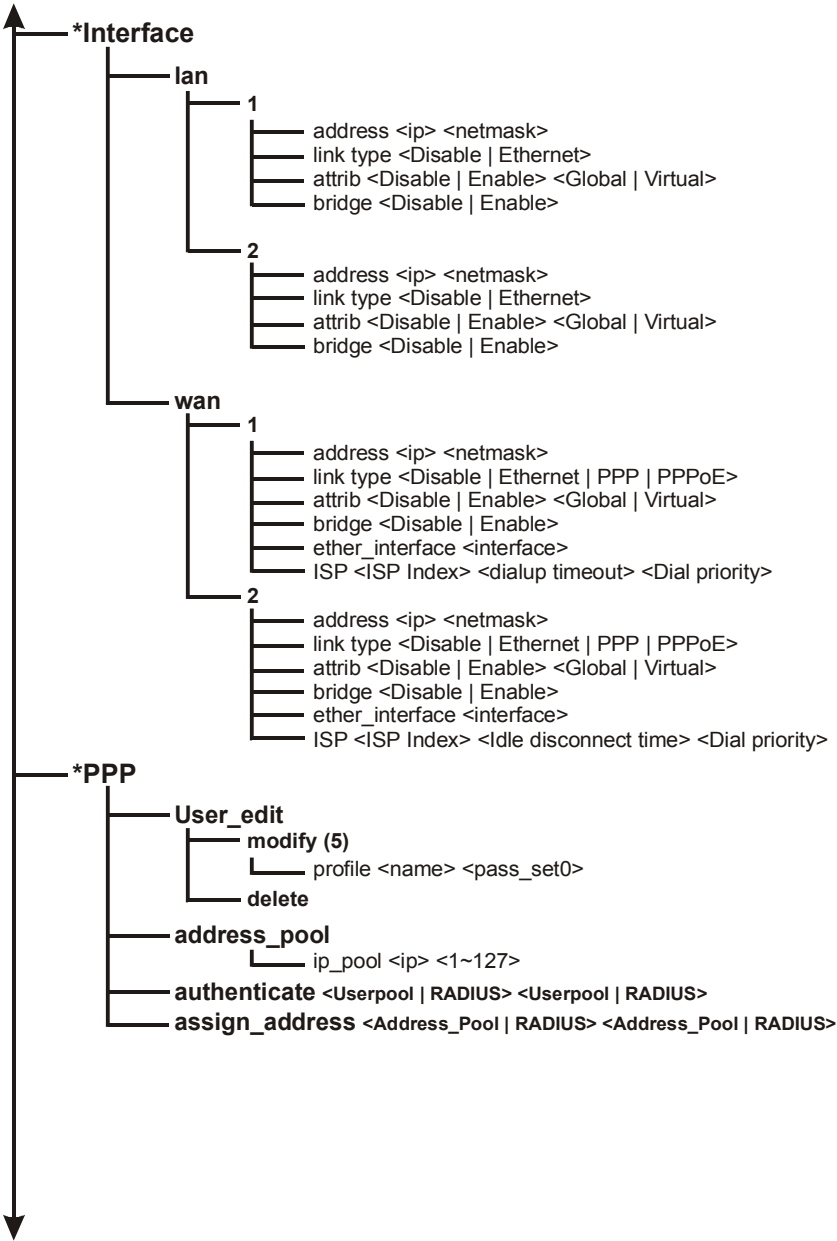 *Interface
lan
1
address <ip> <netmask>
link type <Disable | Ethernet>
attrib <Disable | Enable> <Global | Virtual>
bridge <Disable | Enable>
2
address <ip> <netmask>
link type <Disable | Ethernet>
attrib <Disable | Enable> <Global | Virtual>
bridge <Disable | Enable>
wan
1
address <ip> <netmask>
link type <Disable | Ethernet | PPP | PPPoE>
attrib <Disable | Enable> <Global | Virtual>
bridge <Disable | Enable>
ether_interface <interface>
ISP <ISP Index> <dialup timeout> <Dial priority>
2
address <ip> <netmask>
link type <Disable | Ethernet | PPP | PPPoE>
attrib <Disable | Enable> <Global | Virtual>
bridge <Disable | Enable>
ether_interface <interface>
ISP <ISP Index> <Idle disconnect time> <Dial priority>
*PPP
User_edit
modify (5)
profile <name> <pass_set0>
delete
address_pool
ip_pool <ip> <1~127>
authenticate <Userpool | RADIUS> <Userpool | RADIUS>
assign_address <Address_Pool | RADIUS> <Address_Pool | RADIUS>